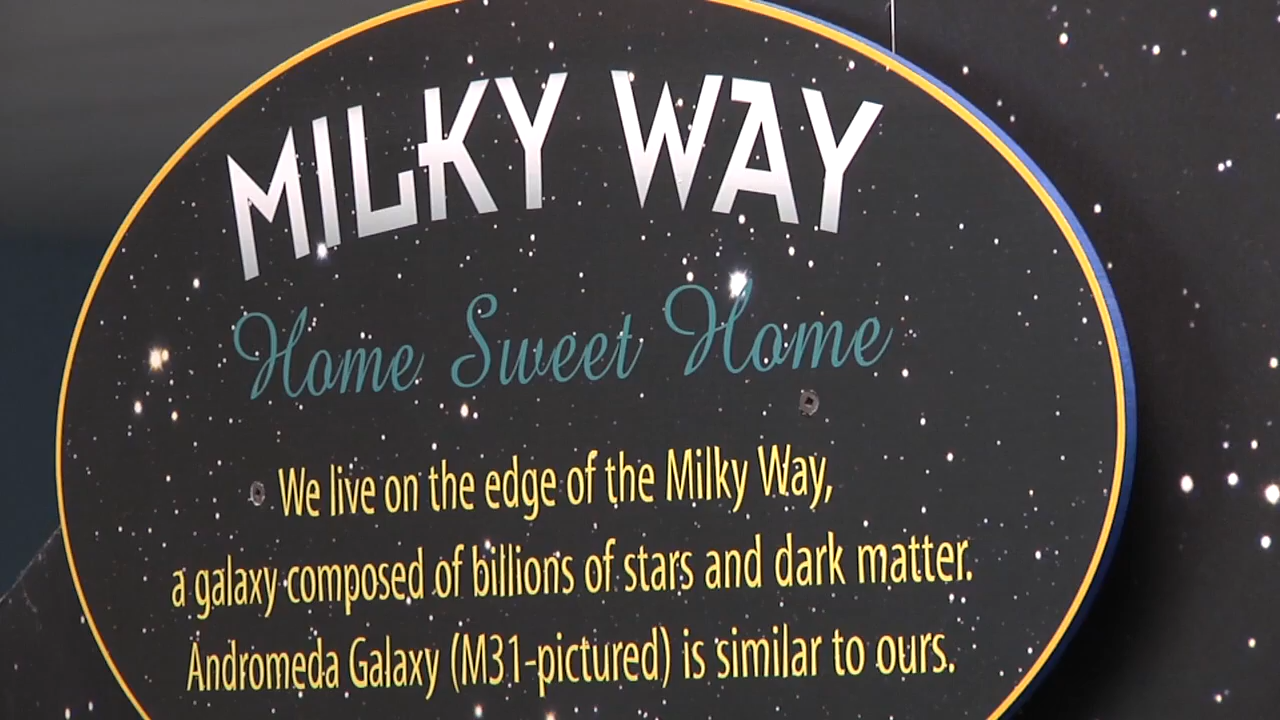 MILKY WAY
Home Sweet Home
We live on the edge of the Milky Way,
a galaxy composed of billions of stars and dark matter.
Andromeda Galaxy (M31-pictured) is similar to ours.